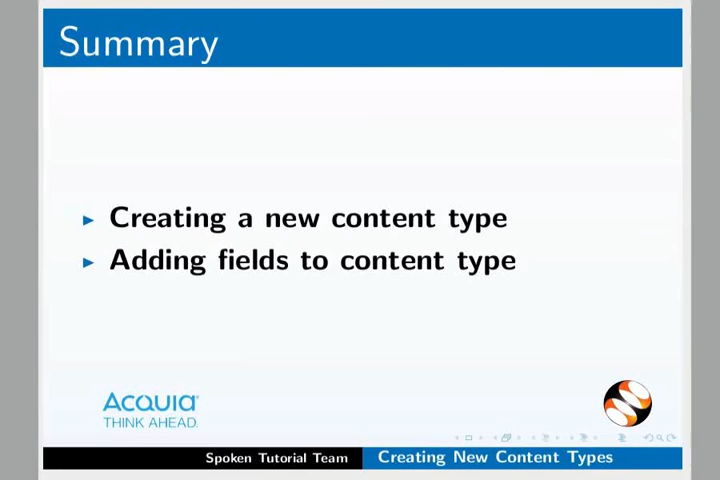 Summary
Creating a new content type
Adding fields to content type
Acquia
THINK AHEAD.
Spoken Tutorial Team
Creating New Content Types